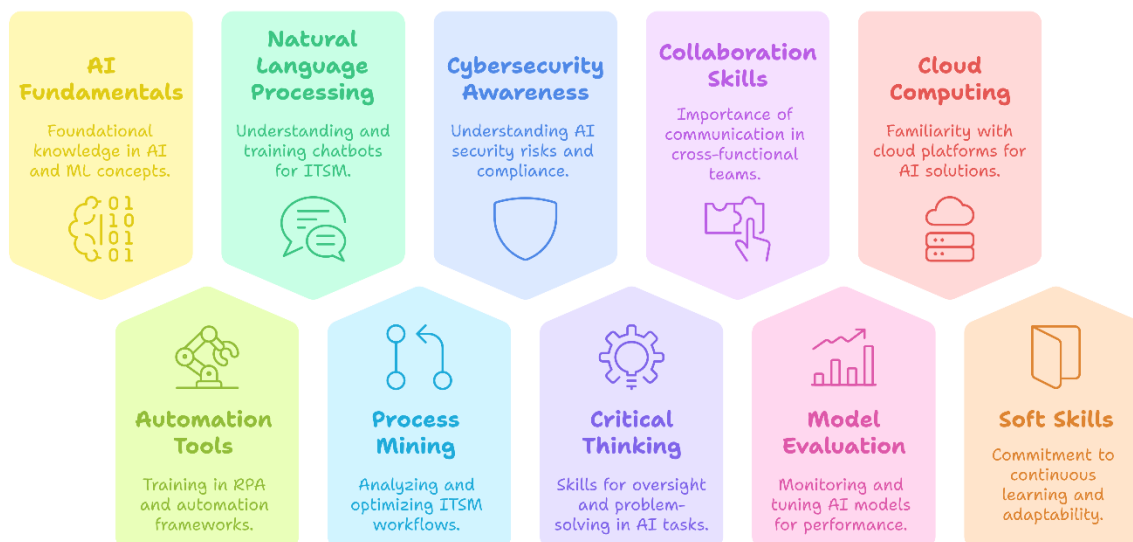 AI
Fundamentals
Foundational
knowledge in AI
and ML concepts.
01
10
01
01
Natural
Language
Processing
Understanding and
training chatbots
for ITSM.
Cybersecurity
Awareness
Understanding AI
security risks and
compliance.
Collaboration
Skills
Importance of
communication in
cross-functional
teams.
Cloud
Computing
Familiarity with
cloud platforms for
AI solutions.
Automation
Tools
Training in RPA
and automation
frameworks.
Process
Mining
Analyzing and
optimizing ITSM
workflows.
Critical
Thinking
Skills for oversight
and problem-
solving in AI tasks.
Model
Evaluation
Monitoring and
tuning AI models
for performance.
Soft Skills
Commitment to
continuous
learning and
adaptability.